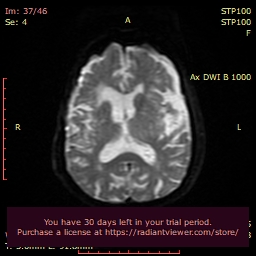 Im: 37/46
Se: 4
A
STP100
STP100
F
Ax DWI B 1000
R
L
You have 30 days left in your trial period.
Purchase a license at https://radiantviewer.com/store/